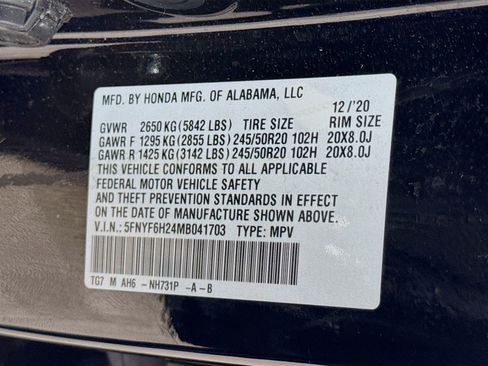 MFD. BY HONDA MFG. OF ALABAMA, LLC
12/'20
GVWR 2650 KG (5842 LBS) TIRE SIZE RIM SIZE
GAWR F 1295 KG (2855 LBS) 245/50R20 102H 20X8.0J
GAWR R 1425 KG (3142 LBS) 245/50R20 102H 20X8.0J
THIS VEHICLE CONFORMS TO ALL APPLICABLE
FEDERAL MOTOR VEHICLE SAFETY
AND THEFT PREVENTION STANDARDS IN EFFECT
ON THE DATE OF MANUFACTURE SHOWN ABOVE.
V.I.N.: 5FNYF6H24MB041703 TYPE: MPV
TG7 M AH6 -NH731P -A-B